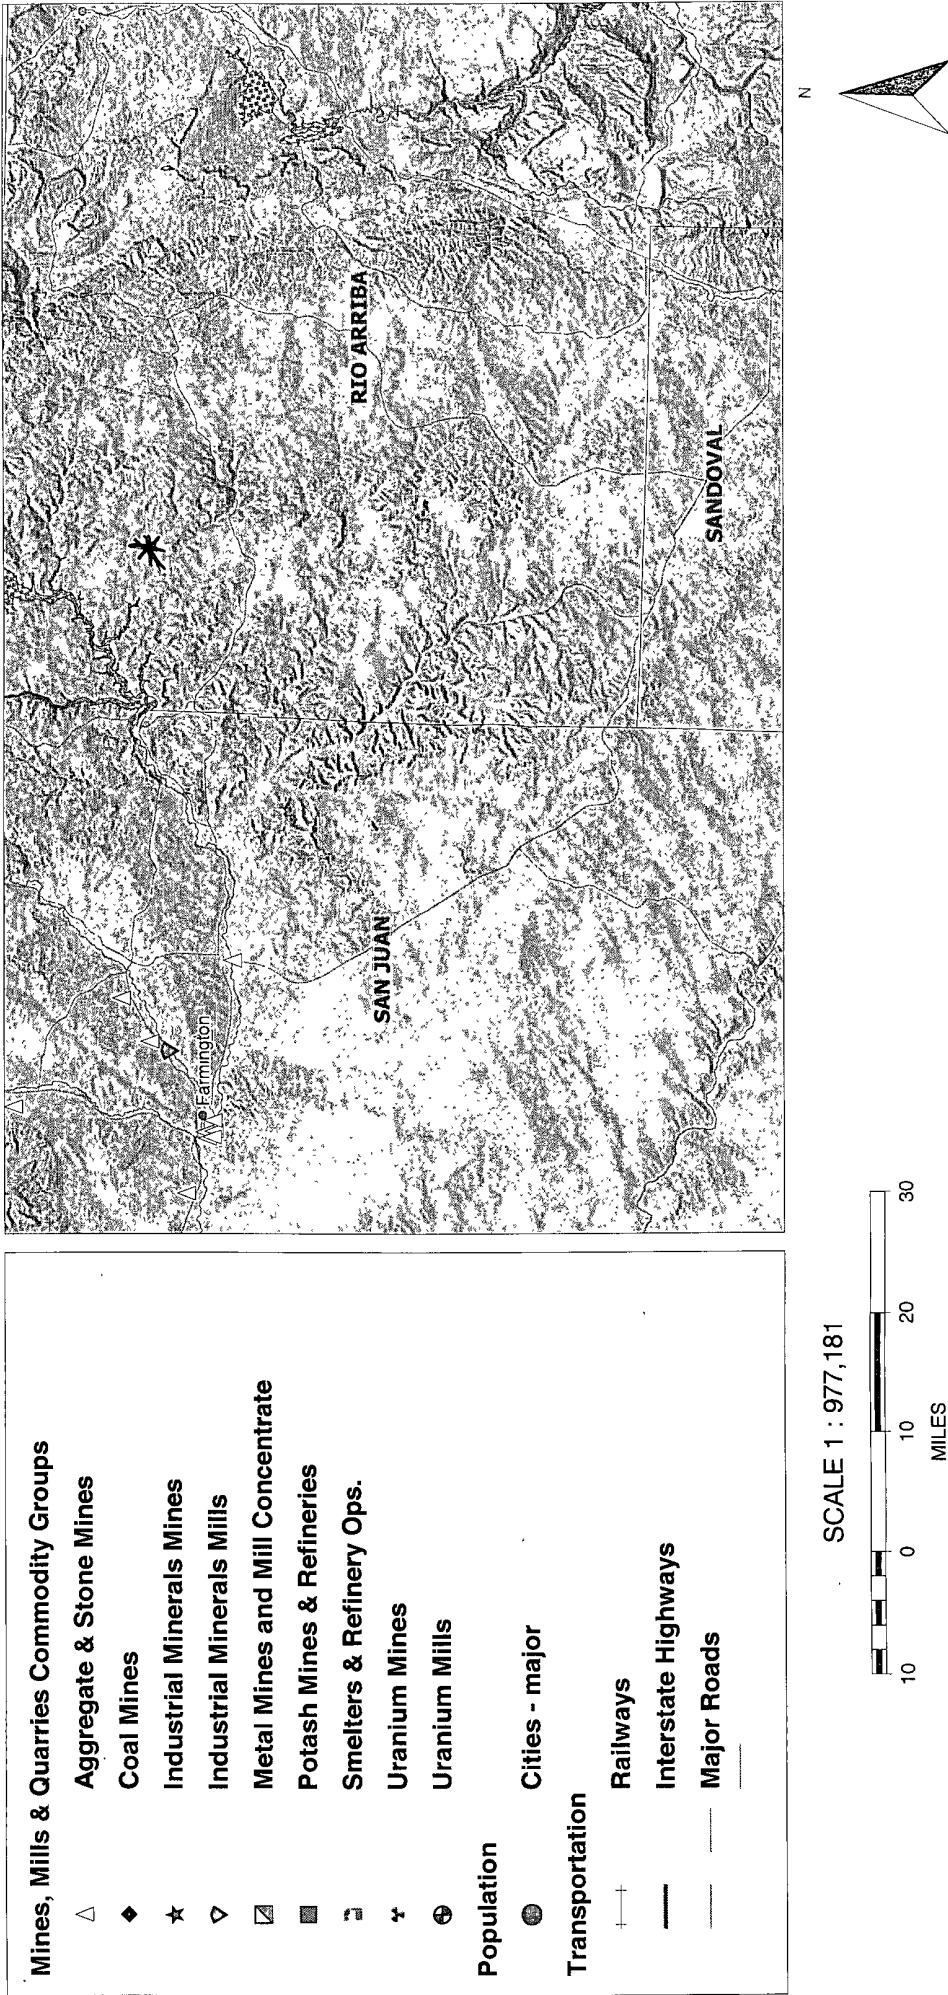 Mines, Mills & Quarries Commodity Groups
Aggregate & Stone Mines
Coal Mines
Industrial Minerals Mines
Industrial Minerals Mills
Metal Mines and Mill Concentrate
Potash Mines & Refineries
Smelters & Refinery Ops.
Uranium Mines
Uranium Mills
Population
Cities - major
Transportation
Railways
Interstate Highways
Major Roads
Farmington
SAN JUAN
RIO ARRIBA
SANDOVAL
SCALE 1 : 977,181
10 0 10 20 30
MILES
N